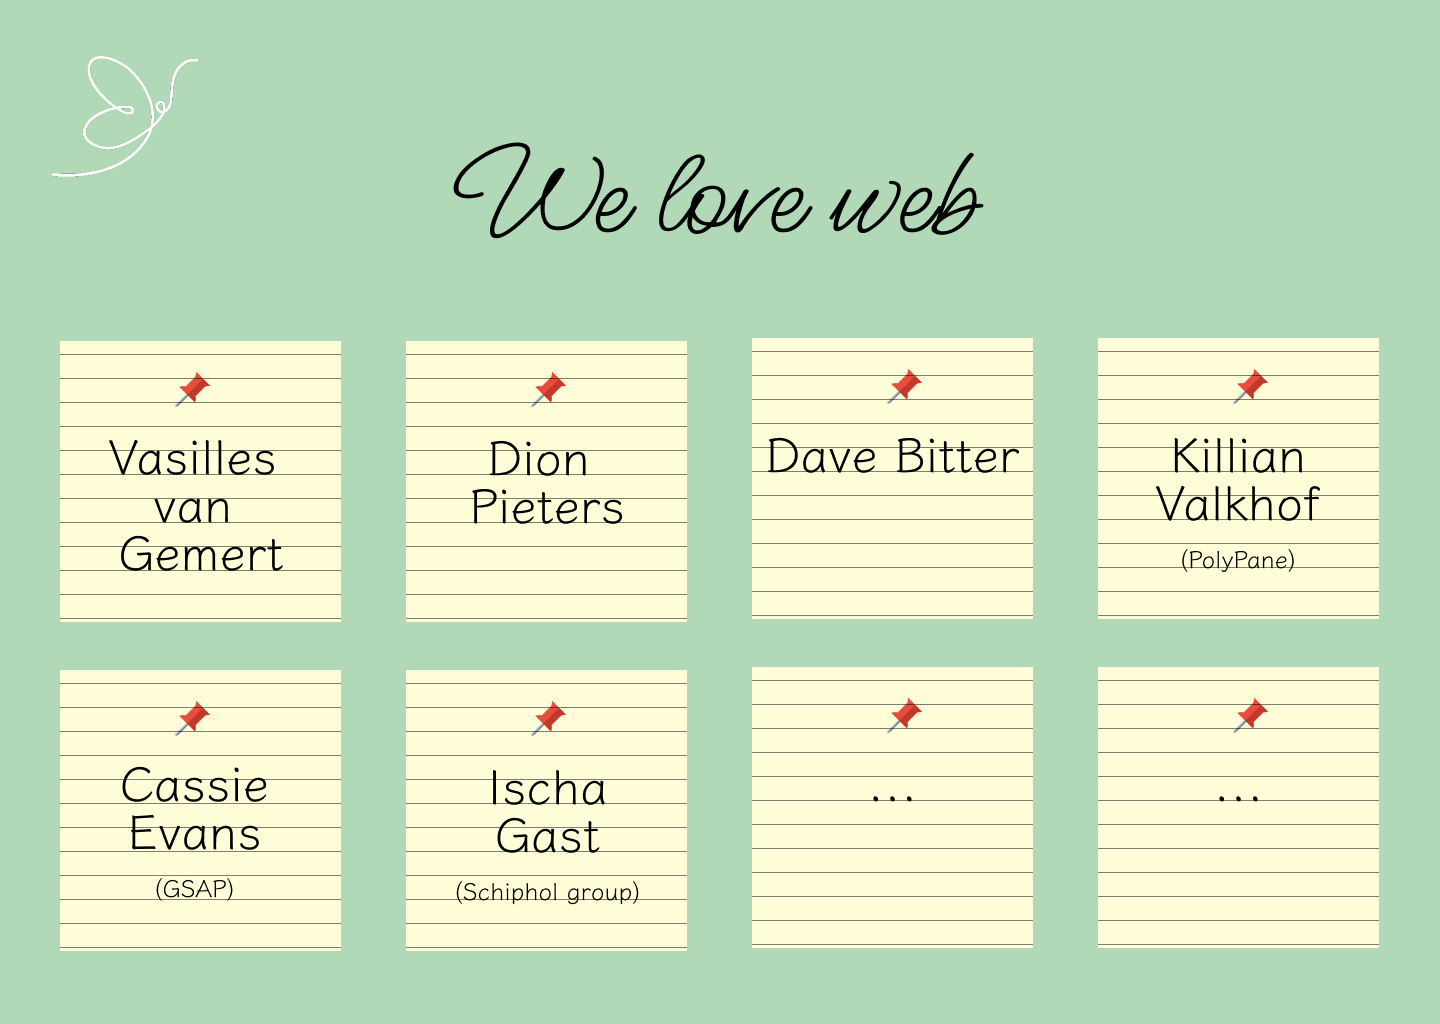 We love web
Vasilles
van
Gemert
Dion
Pieters
Dave Bitter
Killian
Valkhof
(PolyPane)
Cassie
Evans
(GSAP)
Ischa
Gast
(Schiphol group)
...
...